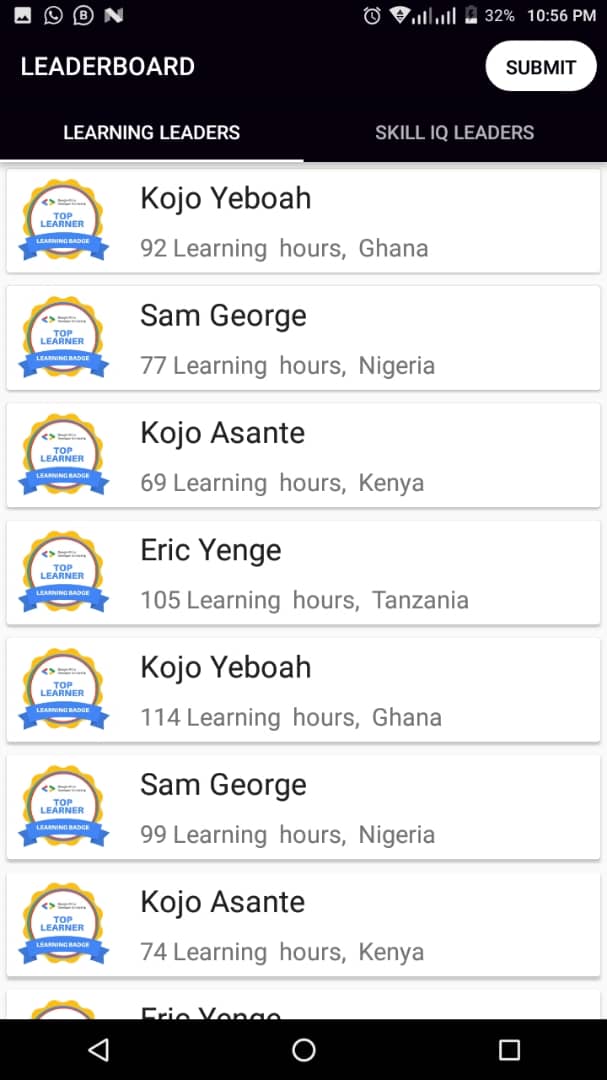 32% 10:56 PM
LEADERBOARD
SUBMIT
LEARNING LEADERS SKILL IQ LEADERS
TOP
LEARNER
LEARNING BADGE
Kojo Yeboah
92 Learning hours, Ghana
TOP
LEARNER
LEARNING BADGE
Sam George
77 Learning hours, Nigeria
TOP
LEARNER
LEARNING BADGE
Kojo Asante
69 Learning hours, Kenya
TOP
LEARNER
LEARNING BADGE
Eric Yenge
105 Learning hours, Tanzania
TOP
LEARNER
LEARNING BADGE
Kojo Yeboah
114 Learning hours, Ghana
TOP
LEARNER
LEARNING BADGE
Sam George
99 Learning hours, Nigeria
TOP
LEARNER
LEARNING BADGE
Kojo Asante
74 Learning hours, Kenya
Eric Yenge